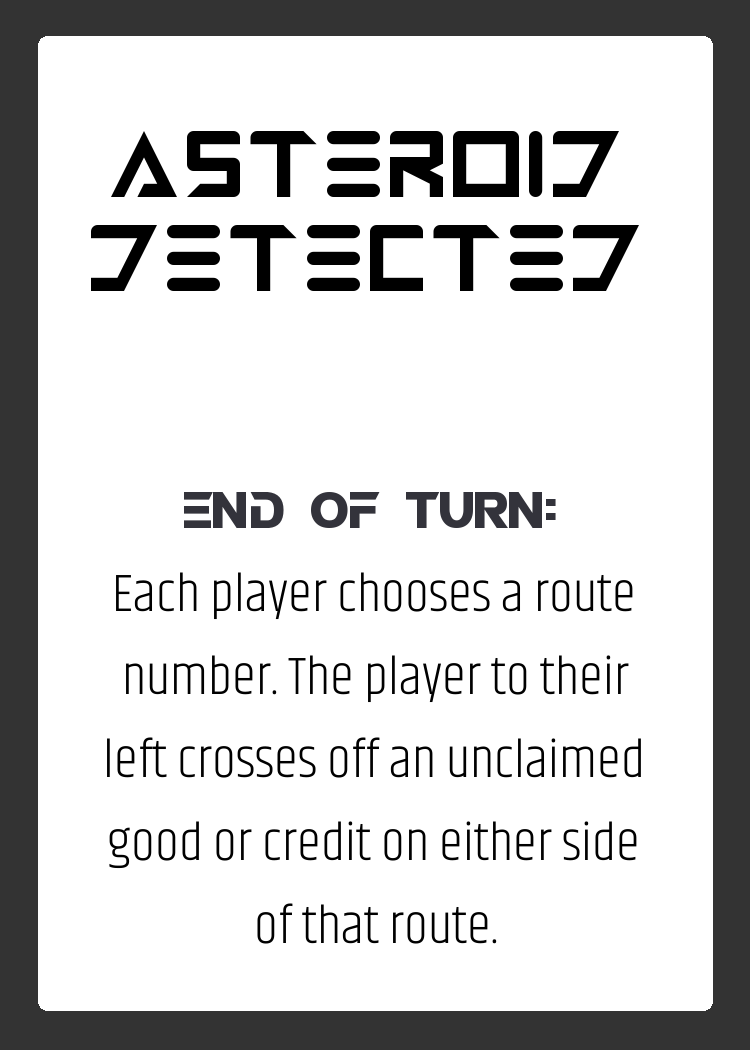 ASTEROID
DETECTED
END OF TURN:
Each player chooses a route
number. The player to their
left crosses off an unclaimed
good or credit on either side
of that route.